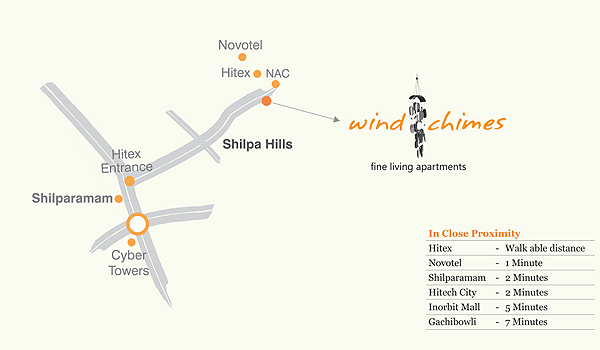 Novotel
Hitex
NAC
wind chimes
fine living apartments
Shilpa Hills
Hitex
Entrance
Shilparamam
Cyber
Towers
In Close Proximity
Hitex - Walk able distance
Novotel - 1 Minute
Shilparamam - 2 Minutes
Hitech City - 2 Minutes
Inorbit Mall - 5 Minutes
Gachibowli - 7 Minutes